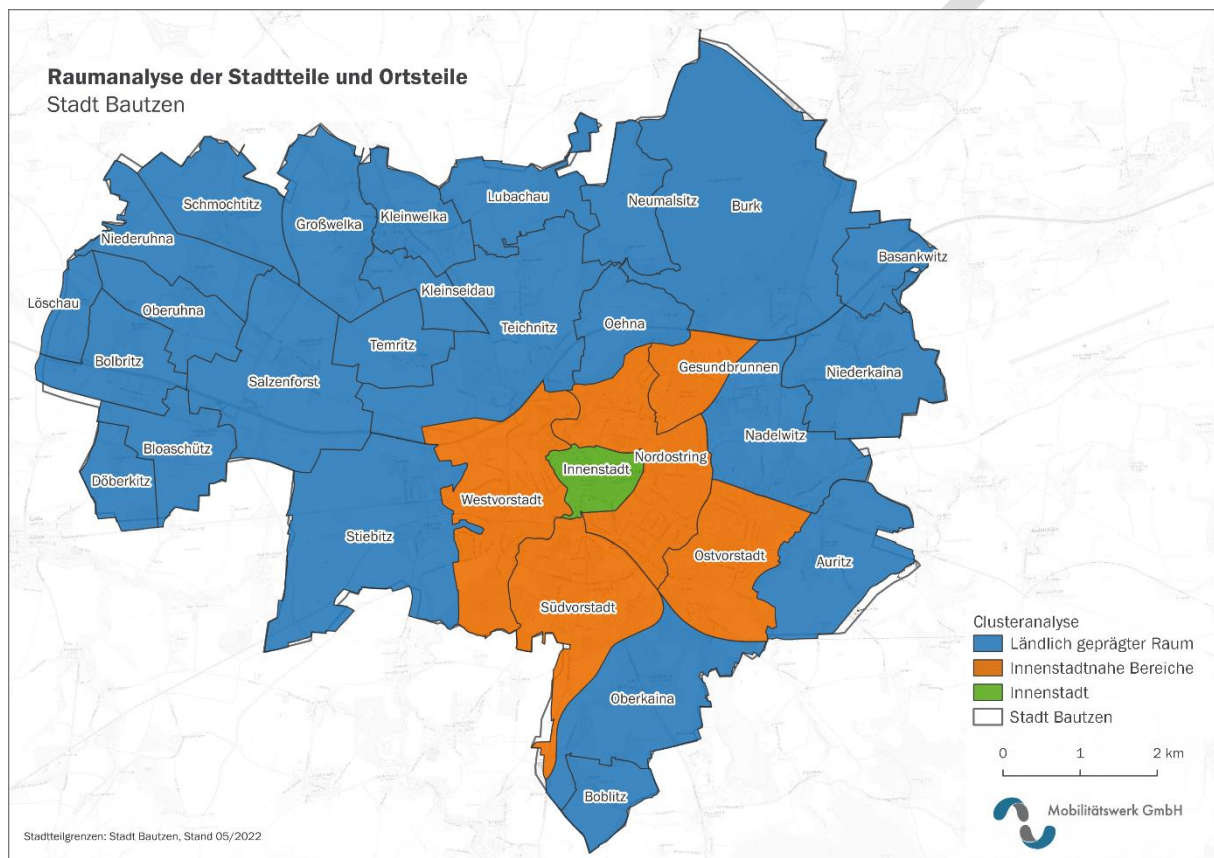 Raumanalyse der Stadtteile und Ortsteile
Stadt Bautzen
Lubachau
Neumalsitz
Burk
Schmochtitz
Großwelka
Kleinwelka
Niederuhna
Basankwitz
Kleinseidau
Löschau
Oberuhna
Teichnitz
Oehna
Temritz
Bolbritz
Salzenforst
Gesundbrunnen
Niederkaina
Bloaschütz
Nadelwitz
Döberkitz
Innenstadt
Nordostring
Westvorstadt
Stiebitz
Ostvorstadt
Auritz
Südvorstadt
Oberkaina
Boblitz
Clusteranalyse
Ländlich geprägter Raum
Innenstadtnahe Bereiche
Innenstadt
Stadt Bautzen
0 1 2 km
Mobilitätswerk GmbH
Stadtteilgrenzen: Stadt Bautzen, Stand 05/2022